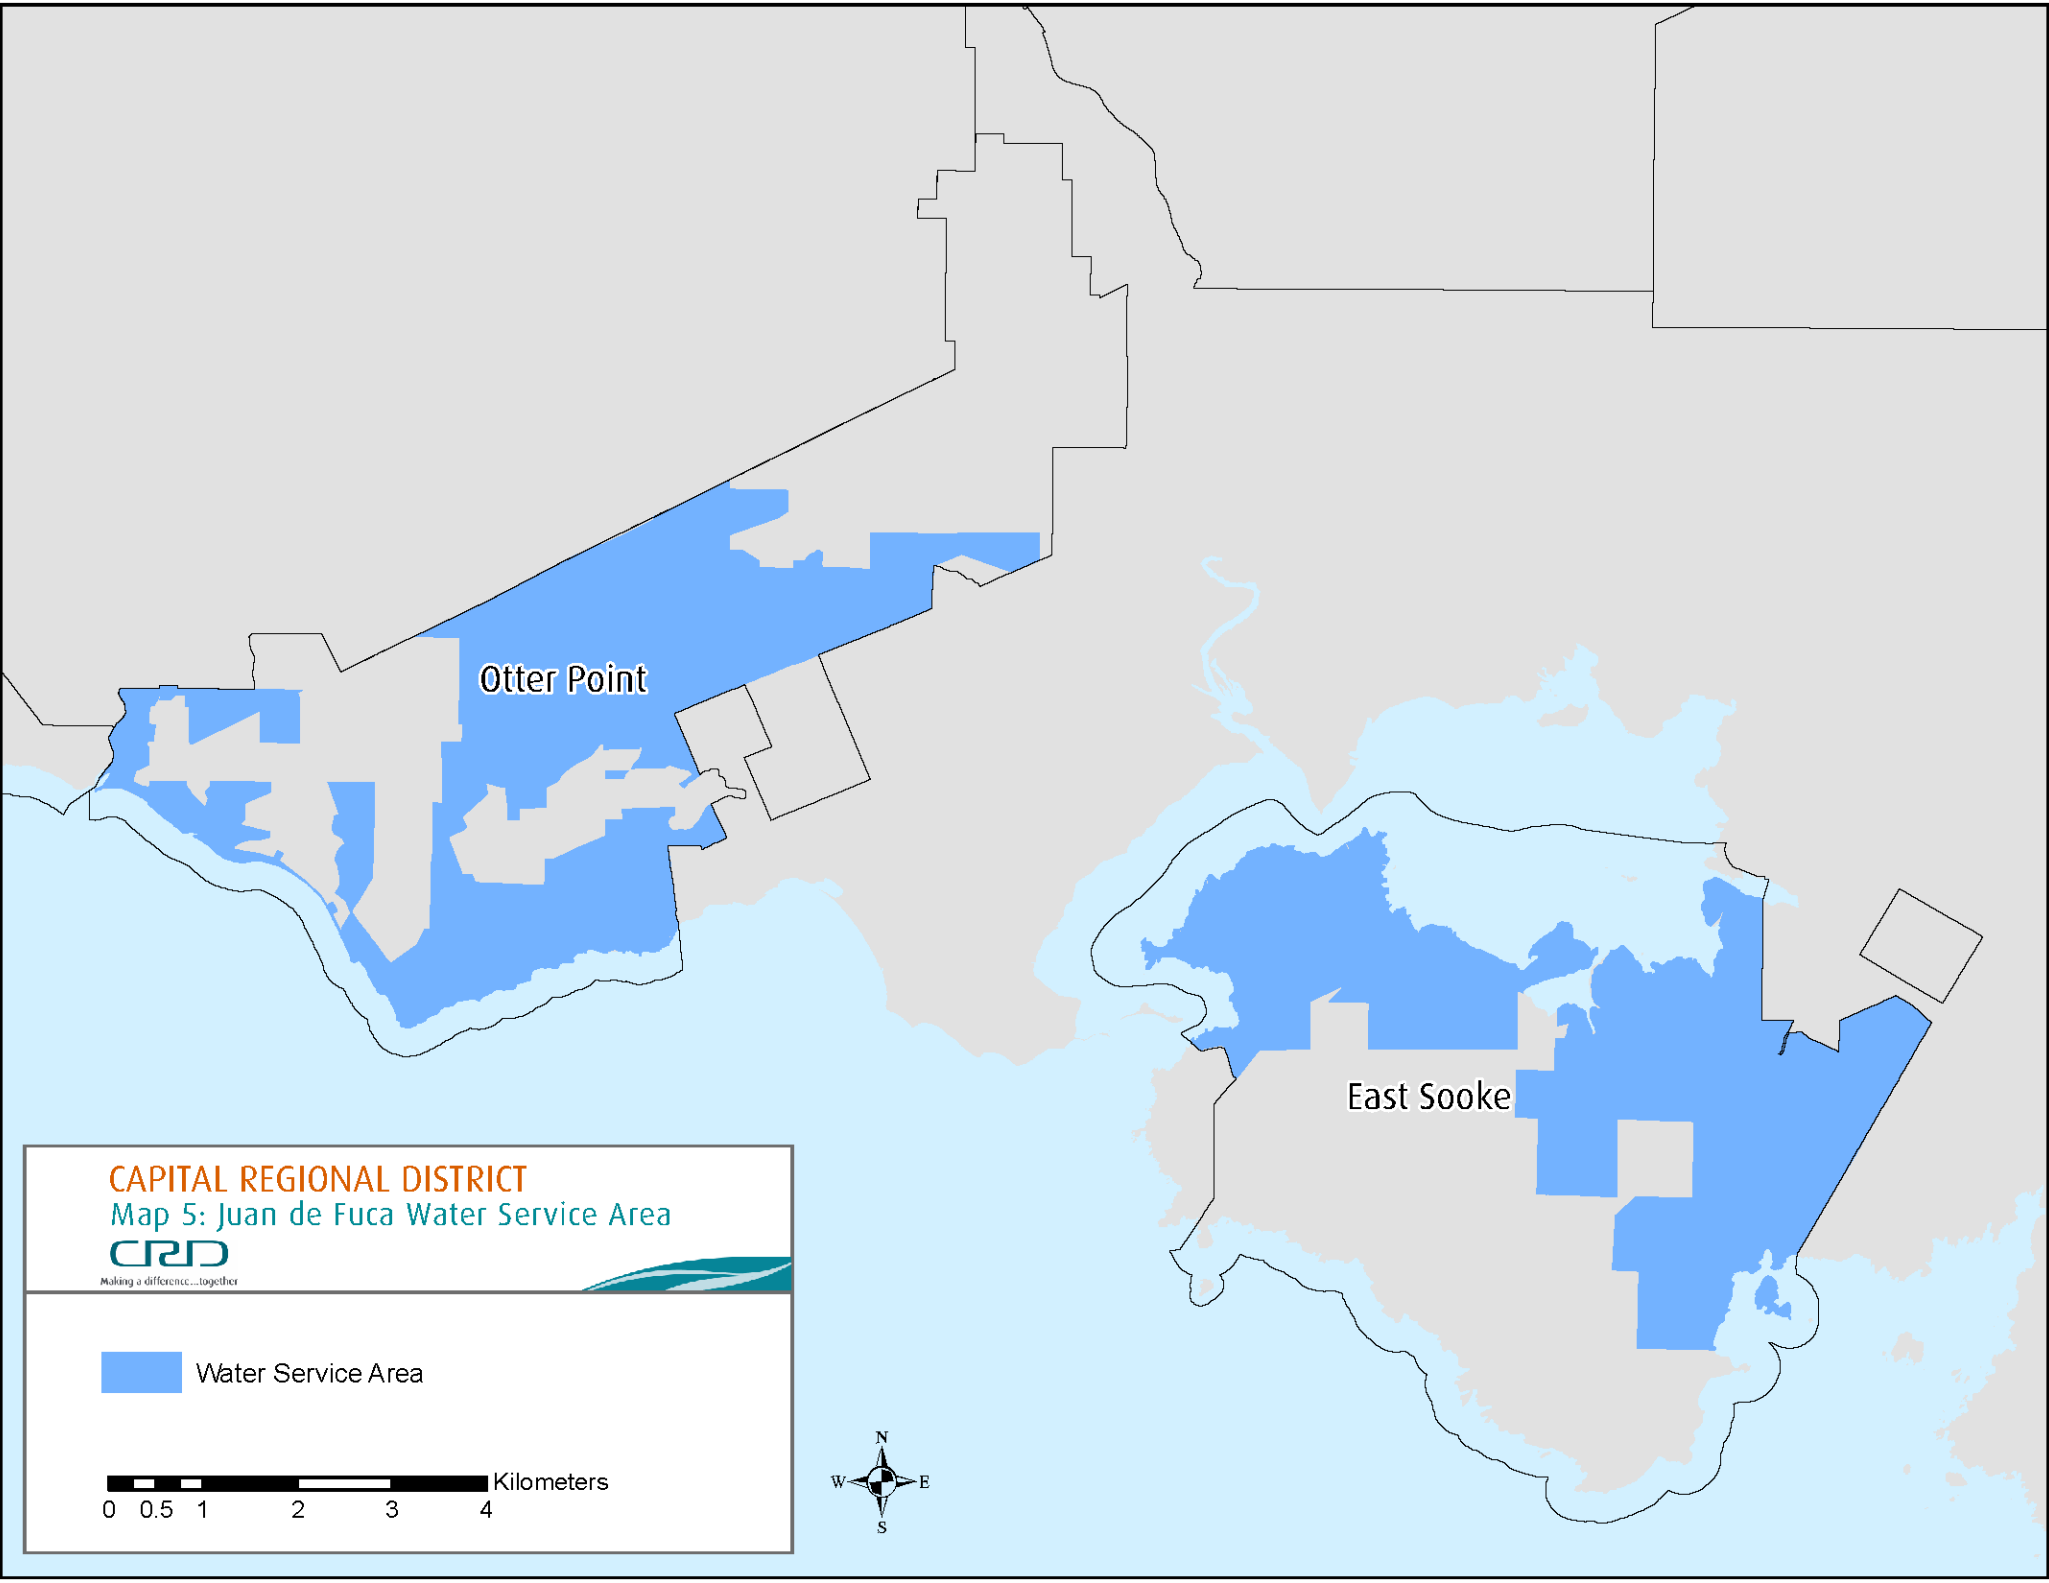 Otter Point
East Sooke
CAPITAL REGIONAL DISTRICT
Map 5: Juan de Fuca Water Service Area
CRD
Making a difference...together
Water Service Area
Kilometers
0 0.5 1 2 3 4
N
W E
S